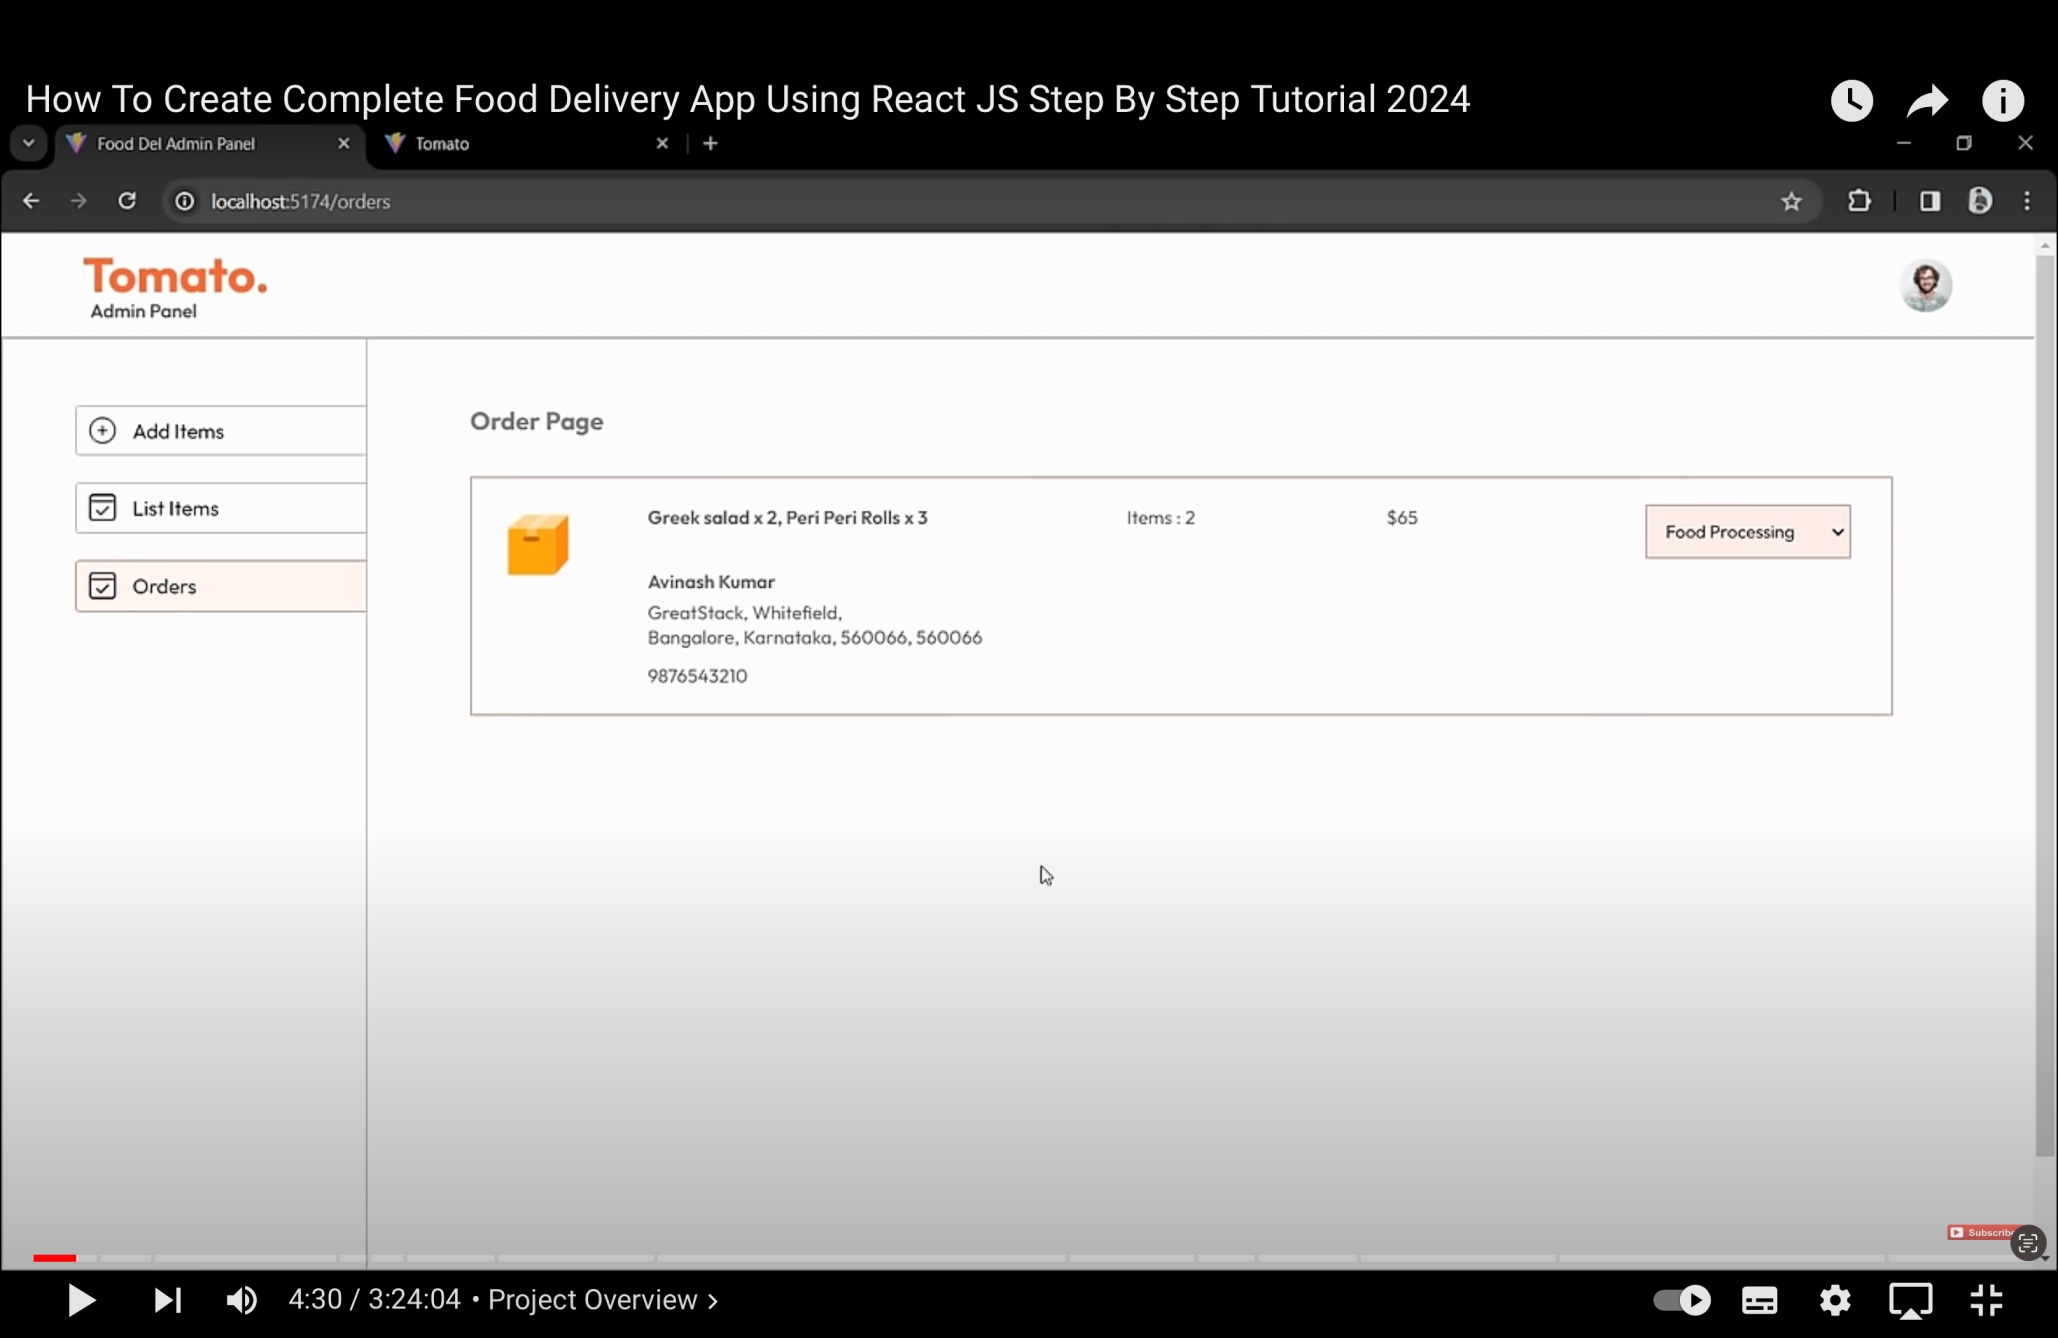 How To Create Complete Food Delivery App Using React JS Step By Step Tutorial 2024
Food Del Admin Panel
Tomato
localhost:5174/orders
Tomato.
Admin Panel
Add Items
List Items
Orders
Order Page
Greek salad x 2, Peri Peri Rolls x 3
Items : 2
$65
Food Processing
Avinash Kumar
GreatStack, Whitefield,
Bangalore, Karnataka, 560066, 560066
9876543210
Subscribe
4:30 / 3:24:04 • Project Overview